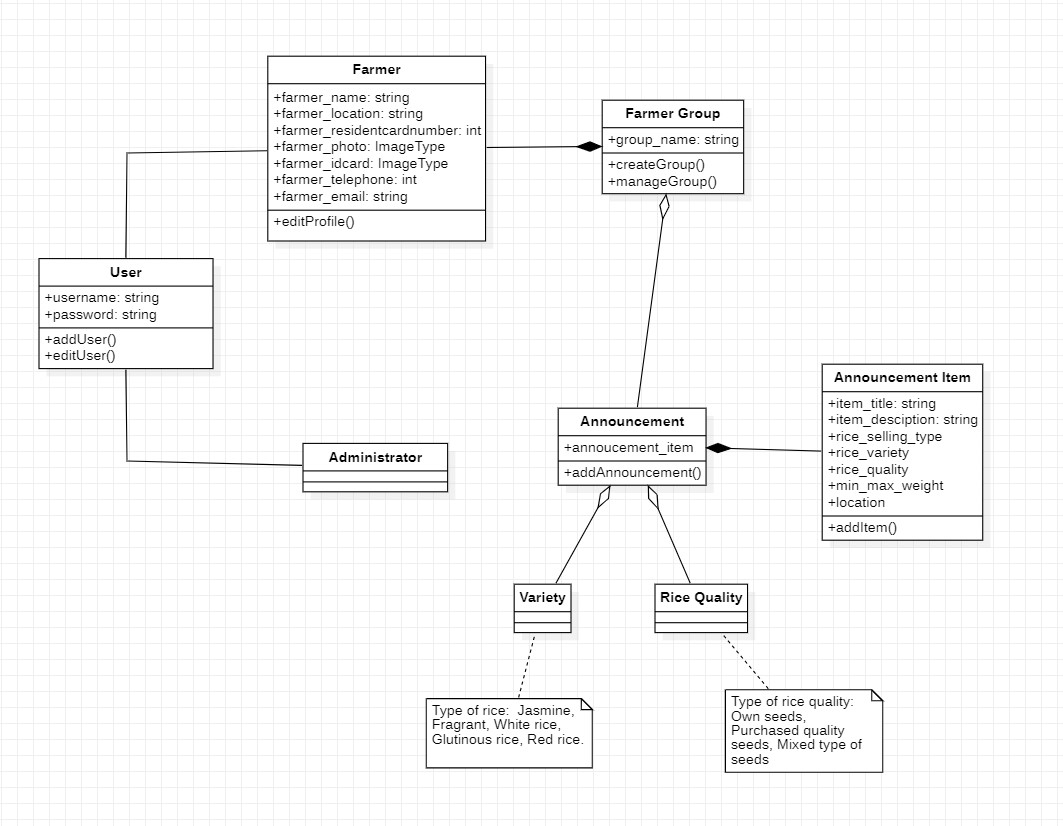 Farmer
+farmer_name: string
+farmer_location: string
+farmer_residentcardnumber: int
+farmer_photo: ImageType
+farmer_idcard: ImageType
+farmer_telephone: int
+farmer_email: string
+editProfile()
Farmer Group
+group_name: string
+createGroup()
+manageGroup()
User
+username: string
+password: string
+addUser()
+editUser()
Administrator
Announcement
+annoucement_item
+addAnnouncement()
Announcement Item
+item_title: string
+item_desciption: string
+rice_selling_type
+rice_variety
+rice_quality
+min_max_weight
+location
+addItem()
Variety
Rice Quality
Type of rice:  Jasmine,
Fragrant, White rice,
Glutinous rice, Red rice.
Type of rice quality:
Own seeds,
Purchased quality
seeds, Mixed type of
seeds